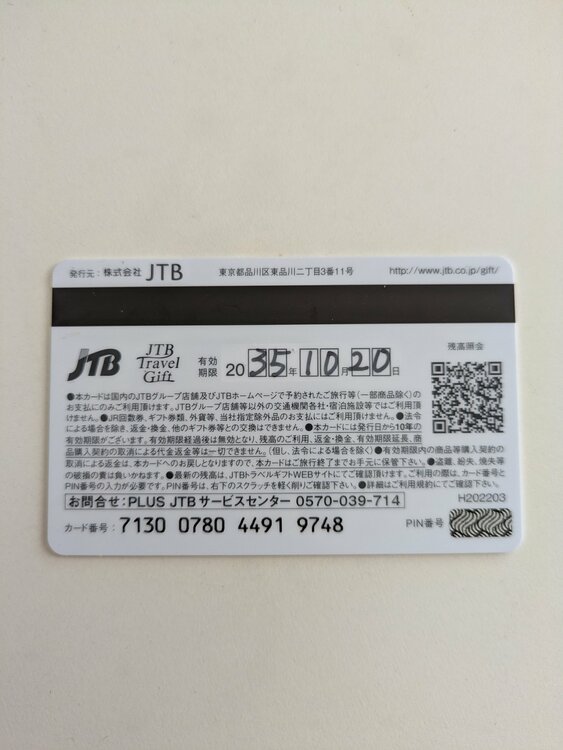 発行元：株式会社 JTB 東京都品川区東品川二丁目3番11号 http://www.jtb.co.jp/gift/
残高照会
JTB
JTB
Travel
Gift
有効
期限 2035年10月20日
●本カードは国内のJTBグループ店舗及びJTBホームページで予約されたご旅行等(一部商品除く)の
お支払にのみご利用頂けます。JTBグループ店舗等以外の交通機関各社・宿泊施設等ではご利用頂
けません。●JR回数券、ギフト券類、外貨等、当社指定除外品のお支払にはご利用頂けません。●法令
による場合を除き、返金・換金、他のギフト券等との交換はできません。●本カードには発行日から10年の
有効期限がございます。有効期限経過後は無効となり、残高のご利用、返金・換金、有効期限延長、商
品購入契約の取消による代金返金等は一切できません。(但し、法令による場合を除く)●有効期限内の商品等購入契約の
取消による返金は、本カードへのお戻しとなりますので、本カードはご旅行終了までお手元に保管下さい。●盗難、紛失、焼失等
の破損の責は負いかねます。●最新の残高は、JTBトラベルギフトWEBサイトにてご確認頂けます。ご利用の際は、カード番号と
PIN番号の入力が必要です。PIN番号は、右下のスクラッチを軽く削りご確認下さい。●詳細はご利用規約にてご確認下さい。
お問合せ：PLUS JTBサービスセンター 0570-039-714
H202203
カード番号： 7130 0780 4491 9748 PIN番号